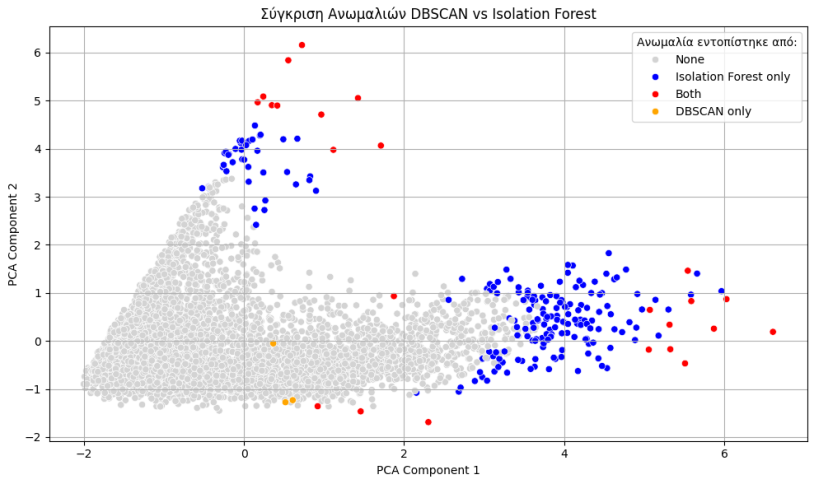 Σύγκριση Ανωμαλιών DBSCAN vs Isolation Forest
Ανωμαλία εντοπίστηκε από:
None
Isolation Forest only
Both
DBSCAN only
PCA Component 2
6
5
4
3
2
1
0
−1
−2
−2
0
2
4
6
PCA Component 1